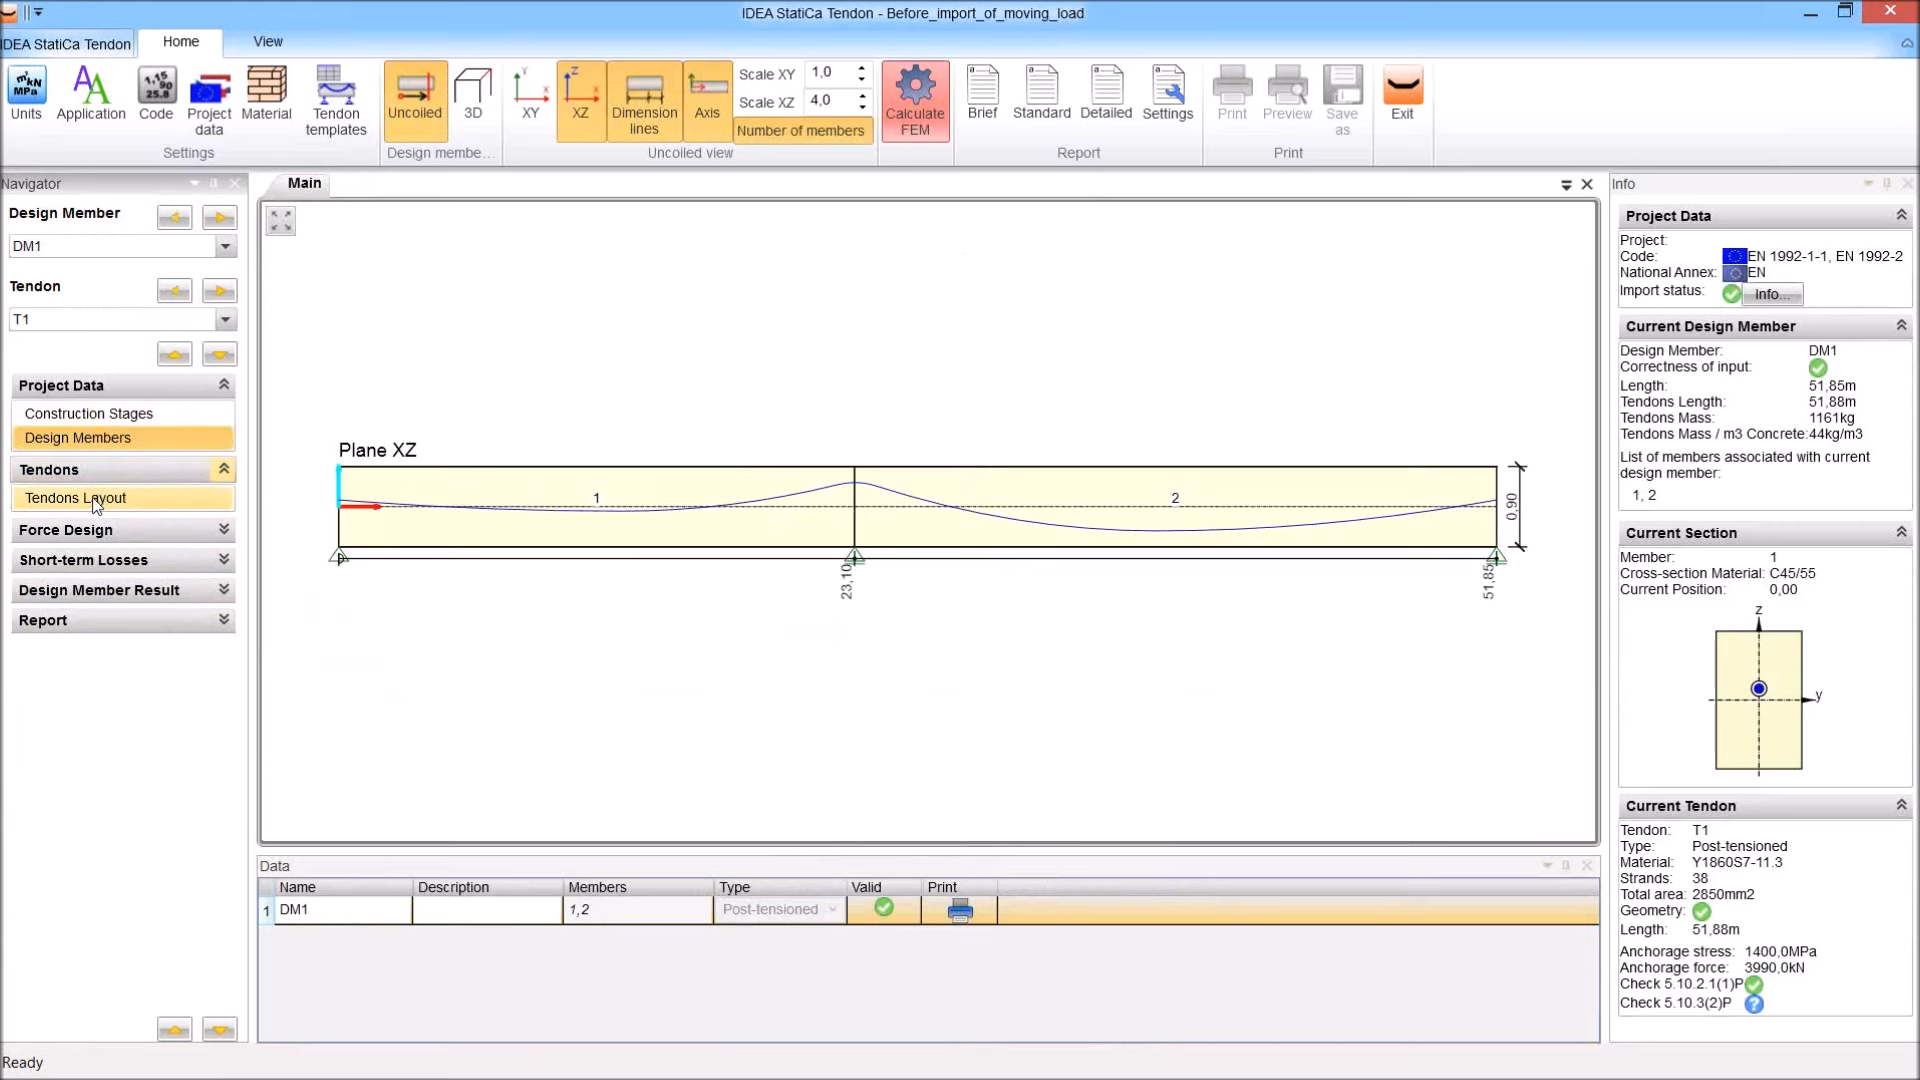 IDEA StatiCa Tendon - Before_import_of_moving_load
IDEA StatiCa Tendon
Home
View
m³ kN MPa
Units
Application
1,15 90 25.8
Code
Project data
Material
Tendon templates
Settings
Uncoiled
3D
Design membe...
XY
XZ
Dimension lines
Axis
Scale XY 1,0
Scale XZ 4,0
Number of members
Uncoiled view
Calculate FEM
Brief
Standard
Detailed
Settings
Report
Print
Preview
Save as
Print
Exit
Navigator
Design Member
DM1
Tendon
T1
Project Data
Construction Stages
Design Members
Tendons
Tendons Layout
Force Design
Short-term Losses
Design Member Result
Report
Main
Plane XZ
1
2
0,90
23,10
51,85
Data
Name Description Members Type Valid Print
1 DM1 1,2 Post-tensioned
Info
Project Data
Project:
Code: EN 1992-1-1, EN 1992-2
National Annex: EN
Import status: Info...
Current Design Member
Design Member: DM1
Correctness of input:
Length: 51,85m
Tendons Length: 51,88m
Tendons Mass: 1161kg
Tendons Mass / m3 Concrete: 44kg/m3
List of members associated with current
design member:
1, 2
Current Section
Member: 1
Cross-section Material: C45/55
Current Position: 0,00
z
y
Current Tendon
Tendon: T1
Type: Post-tensioned
Material: Y1860S7-11.3
Strands: 38
Total area: 2850mm2
Geometry:
Length: 51,88m
Anchorage stress: 1400,0MPa
Anchorage force: 3990,0kN
Check 5.10.2.1(1)P
Check 5.10.3(2)P
Ready